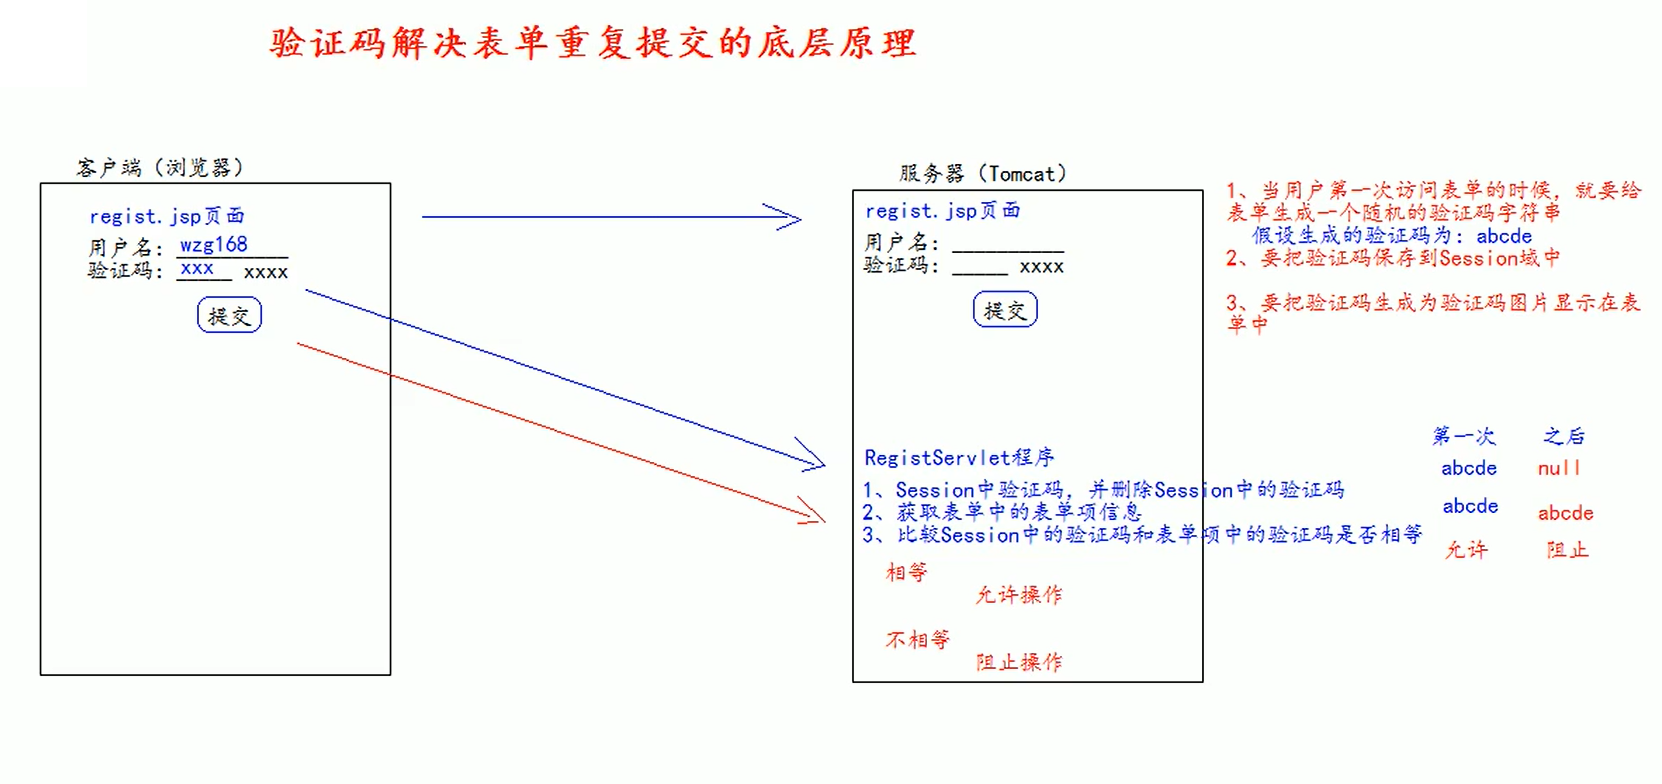 验证码解决表单重复提交的底层原理
客户端（浏览器）
regist.jsp页面
用户名: wzg168
验证码: xxx xxxx
提交
服务器（Tomcat）
regist.jsp页面
用户名: __________
验证码: _____ xxxx
提交
1、当用户第一次访问表单的时候，就要给
表单生成一个随机的验证码字符串
假设生成的验证码为: abcde
2、要把验证码保存到Session域中
3、要把验证码生成为验证码图片显示在表
单中
RegistServlet程序
1、Session中验证码，并删除Session中的验证码
2、获取表单中的表单项信息
3、比较Session中的验证码和表单项中的验证码是否相等
相等
允许操作
不相等
阻止操作
第一次 之后
abcde null
abcde abcde
允许 阻止